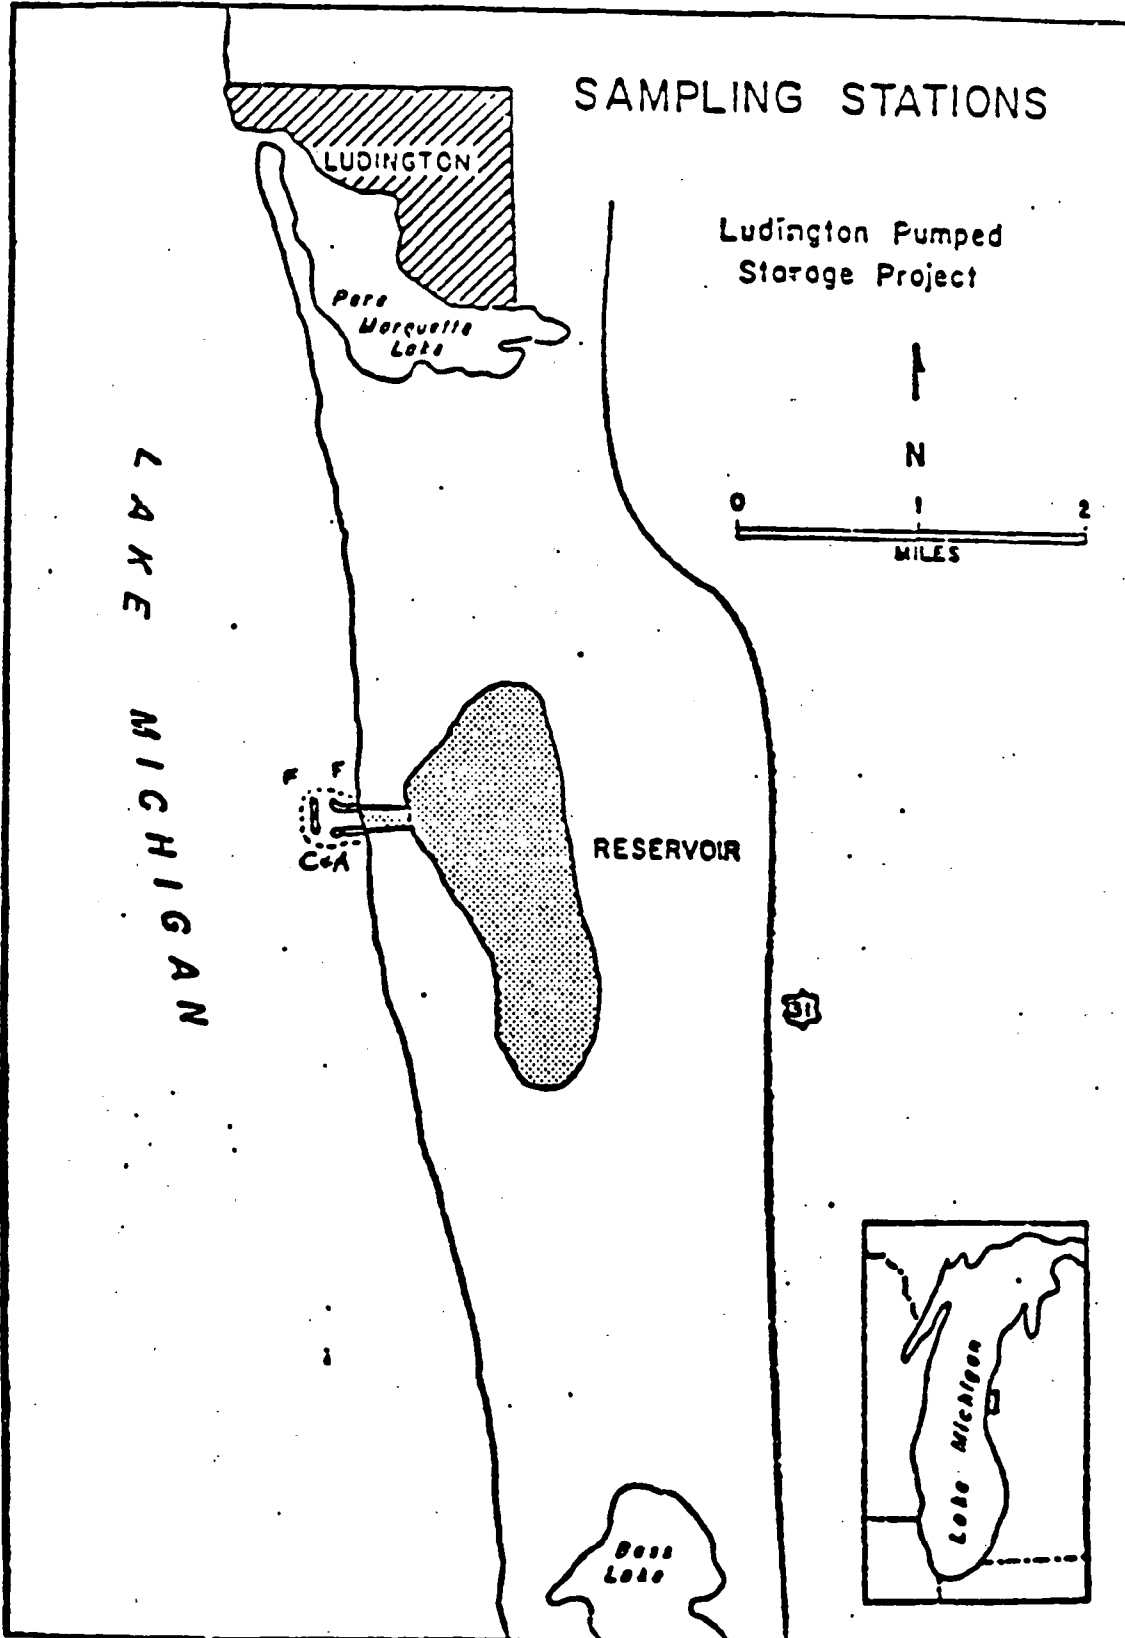 SAMPLING STATIONS
LUDINGTON
Ludington Pumped
Storage Project
Pere
Marquette
Lake
N
0 1 2
MILES
LAKE MICHIGAN
F F
C&A
RESERVOIR
31
Lake Michigan
Bass
Lake